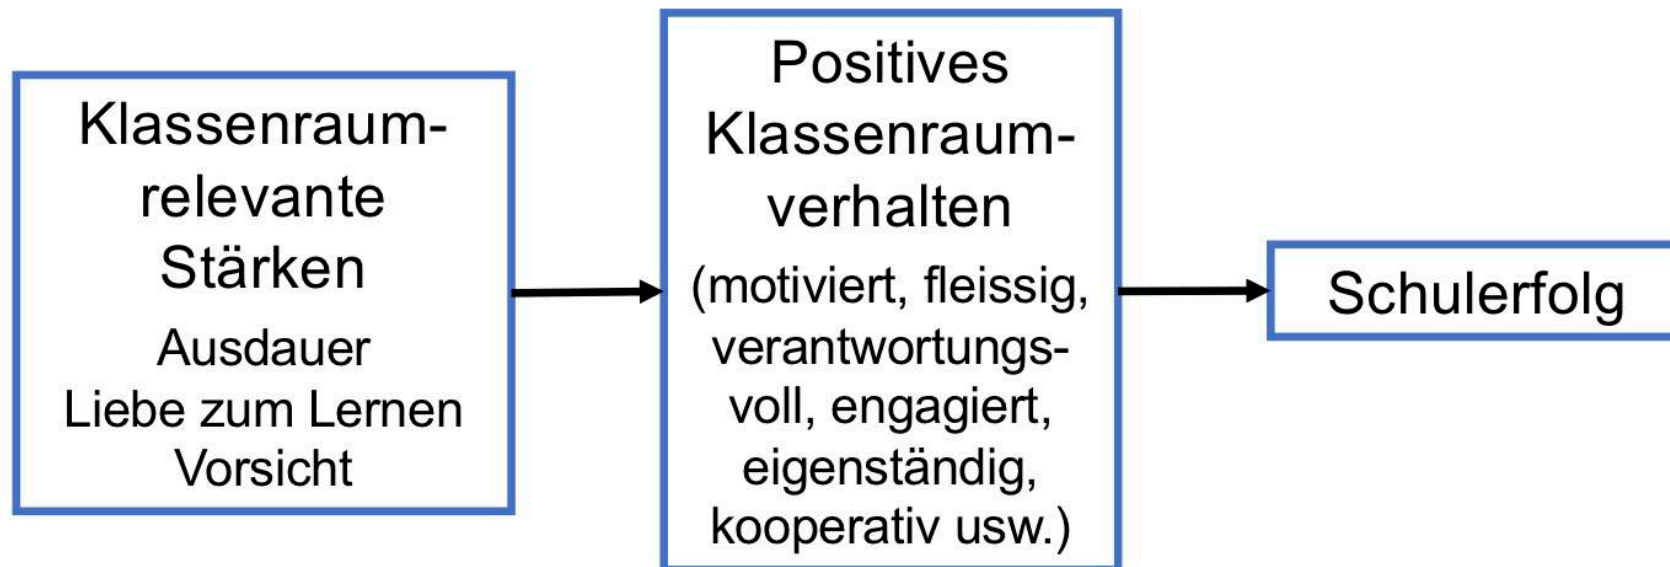 Klassenraum-
relevante
Stärken
Ausdauer
Liebe zum Lernen
Vorsicht
Positives
Klassenraum-
verhalten
(motiviert, fleissig,
verantwortungs-
voll, engagiert,
eigenständig,
kooperativ usw.)
Schulerfolg